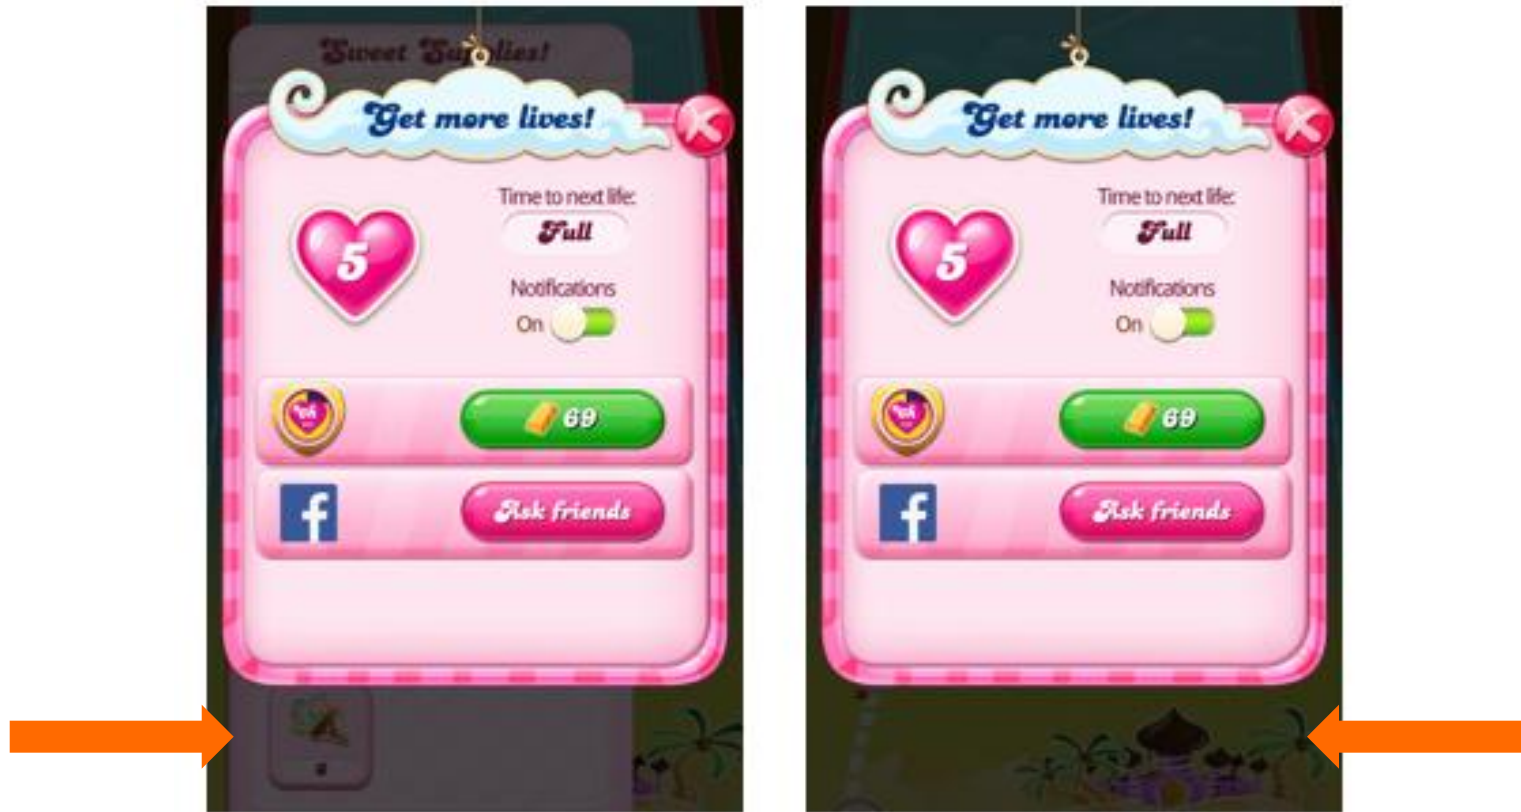 Sweet Supplies!
Get more lives!
Time to next life:
Full
5
Notifications
On
69
f
Ask friends
Get more lives!
Time to next life:
Full
5
Notifications
On
69
f
Ask friends